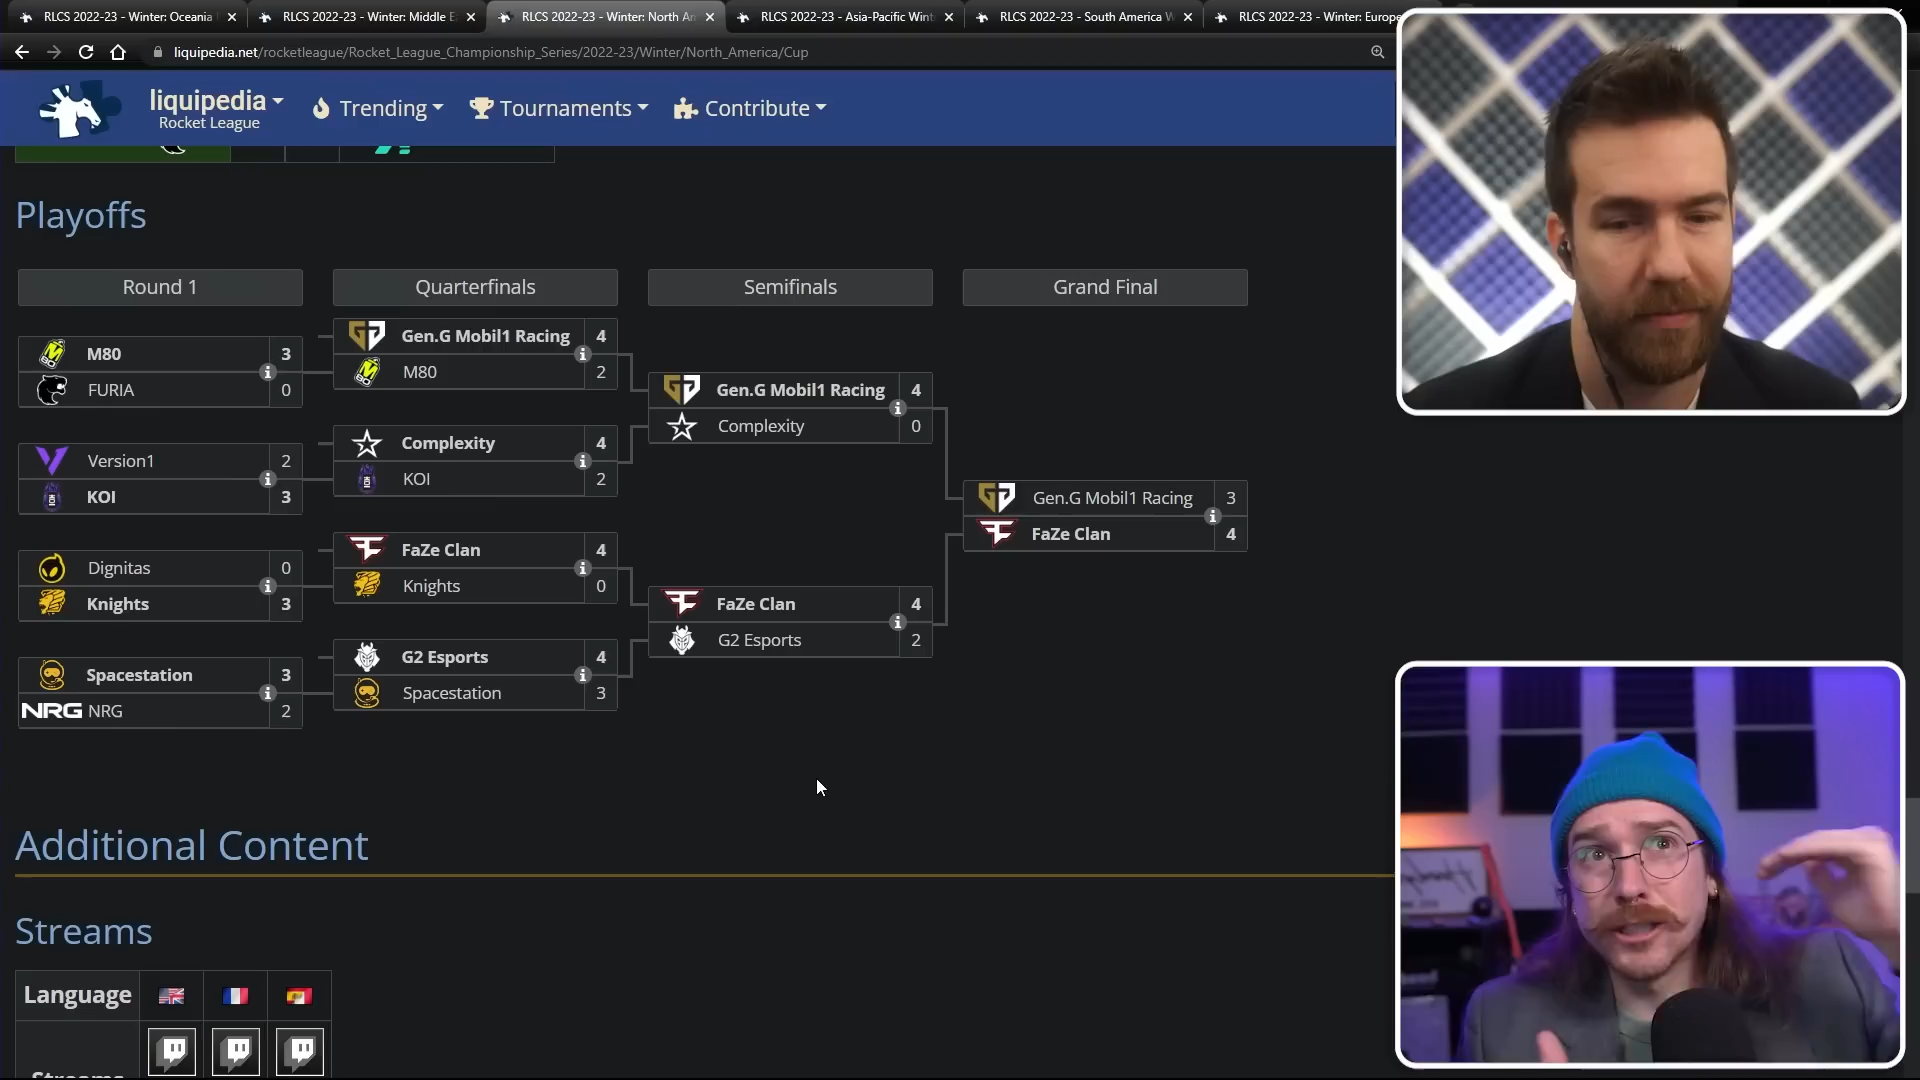 RLCS 2022-23 - Winter: Oceania
RLCS 2022-23 - Winter: Middle E
RLCS 2022-23 - Winter: North An
RLCS 2022-23 - Asia-Pacific Wint
RLCS 2022-23 - South America W
RLCS 2022-23 - Winter: Europe
liquipedia.net/rocketleague/Rocket_League_Championship_Series/2022-23/Winter/North_America/Cup
liquipedia
Rocket League
Trending
Tournaments
Contribute
Playoffs
Round 1
Quarterfinals
Semifinals
Grand Final
M80 3
FURIA 0
Version1 2
KOI 3
Dignitas 0
Knights 3
Spacestation 3
NRG NRG 2
Gen.G Mobil1 Racing 4
M80 2
Complexity 4
KOI 2
FaZe Clan 4
Knights 0
G2 Esports 4
Spacestation 3
Gen.G Mobil1 Racing 4
Complexity 0
FaZe Clan 4
G2 Esports 2
Gen.G Mobil1 Racing 3
FaZe Clan 4
Additional Content
Streams
Language